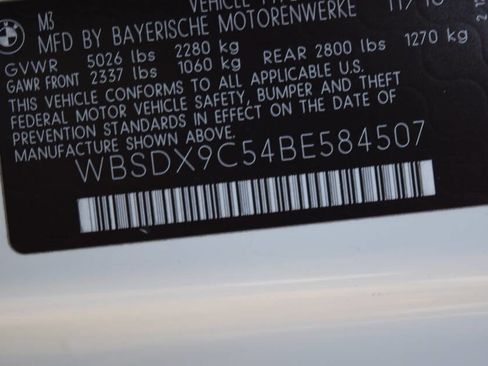 M3 VEHICLE
MFD BY BAYERISCHE MOTORENWERKE
GVWR 5026 lbs 2280 kg
GAWR FRONT 2337 lbs 1060 kg REAR 2800 lbs 1270 kg
THIS VEHICLE CONFORMS TO ALL APPLICABLE U.S.
FEDERAL MOTOR VEHICLE SAFETY, BUMPER AND THEFT
PREVENTION STANDARDS IN EFFECT ON THE DATE OF
MANUFACTURE SHOWN ABOVE.
WBSDX9C54BE584507